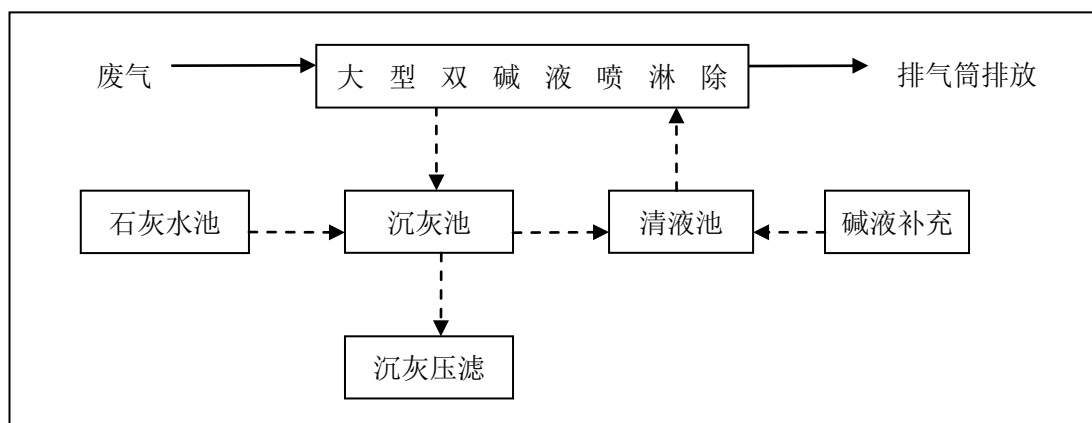 废气
大型双碱液喷淋除
排气筒排放
石灰水池
沉灰池
清液池
碱液补充
沉灰压滤